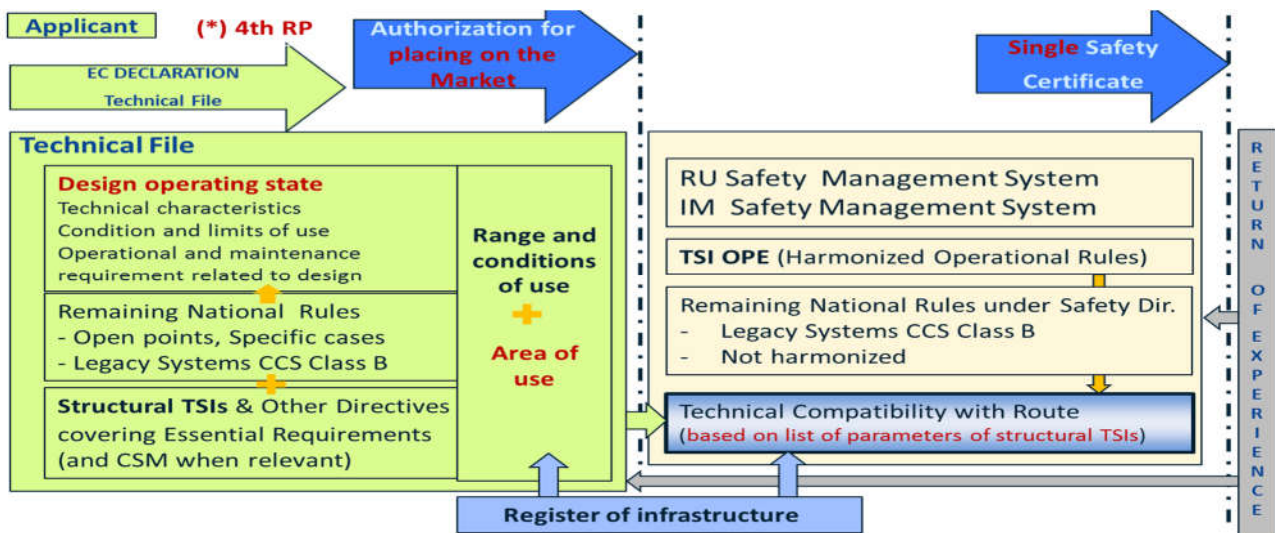 Applicant
(*) 4th RP
EC DECLARATION
Technical File
Authorization for
placing on the
Market
Single Safety
Certificate
Technical File
Design operating state
Technical characteristics
Condition and limits of use
Operational and maintenance
requirement related to design
Remaining National Rules
- Open points, Specific cases
- Legacy Systems CCS Class B
Structural TSIs & Other Directives
covering Essential Requirements
(and CSM when relevant)
Range and
conditions
of use
Area of
use
RU Safety Management System
IM Safety Management System
TSI OPE (Harmonized Operational Rules)
Remaining National Rules under Safety Dir.
- Legacy Systems CCS Class B
- Not harmonized
Technical Compatibility with Route
(based on list of parameters of structural TSIs)
Register of infrastructure
RETURN OF EXPERIENCE